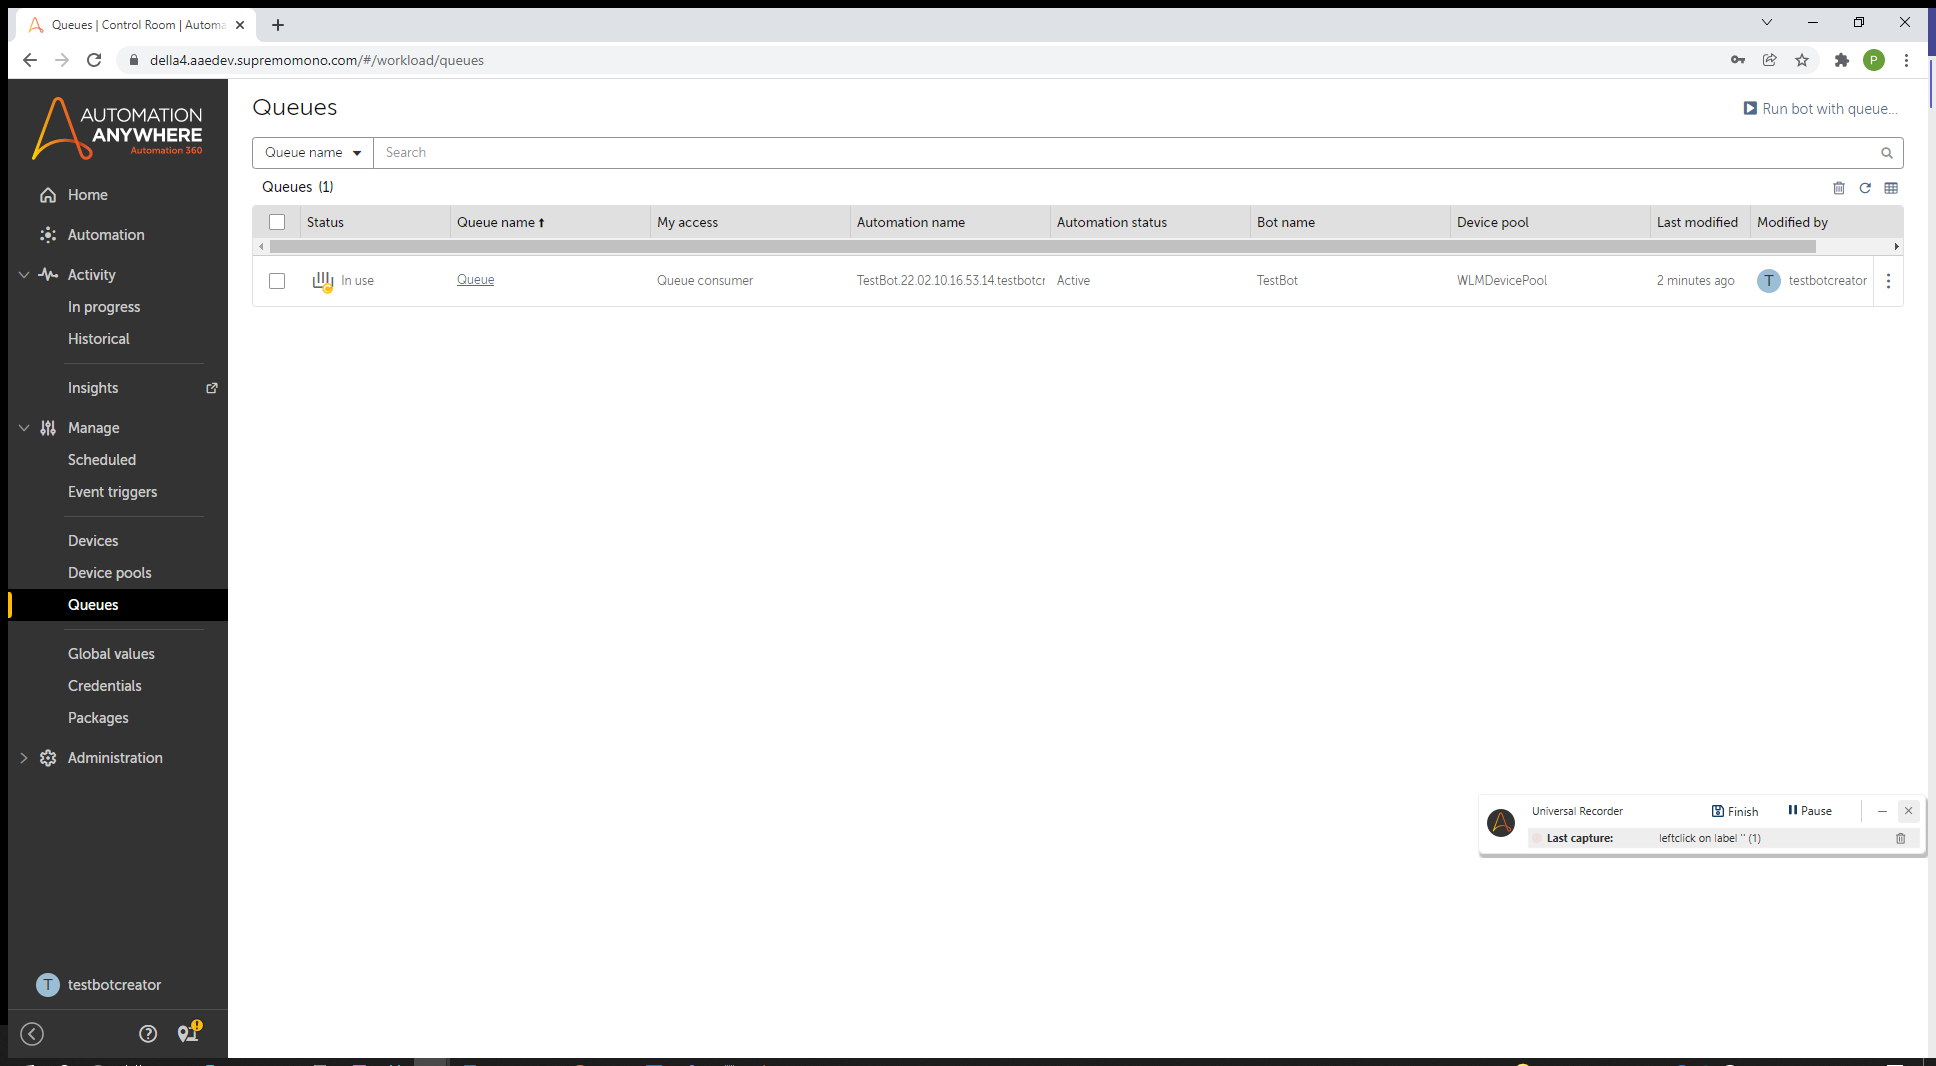 Queues | Control Room | Automa
della4.aaedev.supremomono.com/#/workload/queues
P
AUTOMATION
ANYWHERE
Automation 360
Home
Automation
Activity
In progress
Historical
Insights
Manage
Scheduled
Event triggers
Devices
Device pools
Queues
Global values
Credentials
Packages
Administration
T testbotcreator
Queues
Run bot with queue...
Queue name Search
Queues (1)
Status Queue name My access Automation name Automation status Bot name Device pool Last modified Modified by
In use Queue Queue consumer TestBot.22.02.10.16.53.14.testbotcr Active TestBot WLMDevicePool 2 minutes ago T testbotcreator
Universal Recorder Finish Pause
Last capture: leftclick on label '' (1)